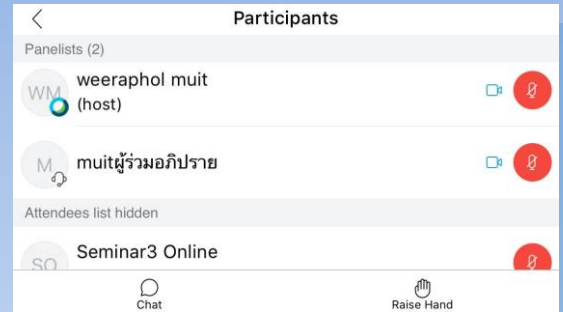 Participants
Panelists (2)
WM
weeraphol muit
(host)
M
muitผู้ร่วมอภิปราย
Attendees list hidden
SO
Seminar3 Online
Chat
Raise Hand